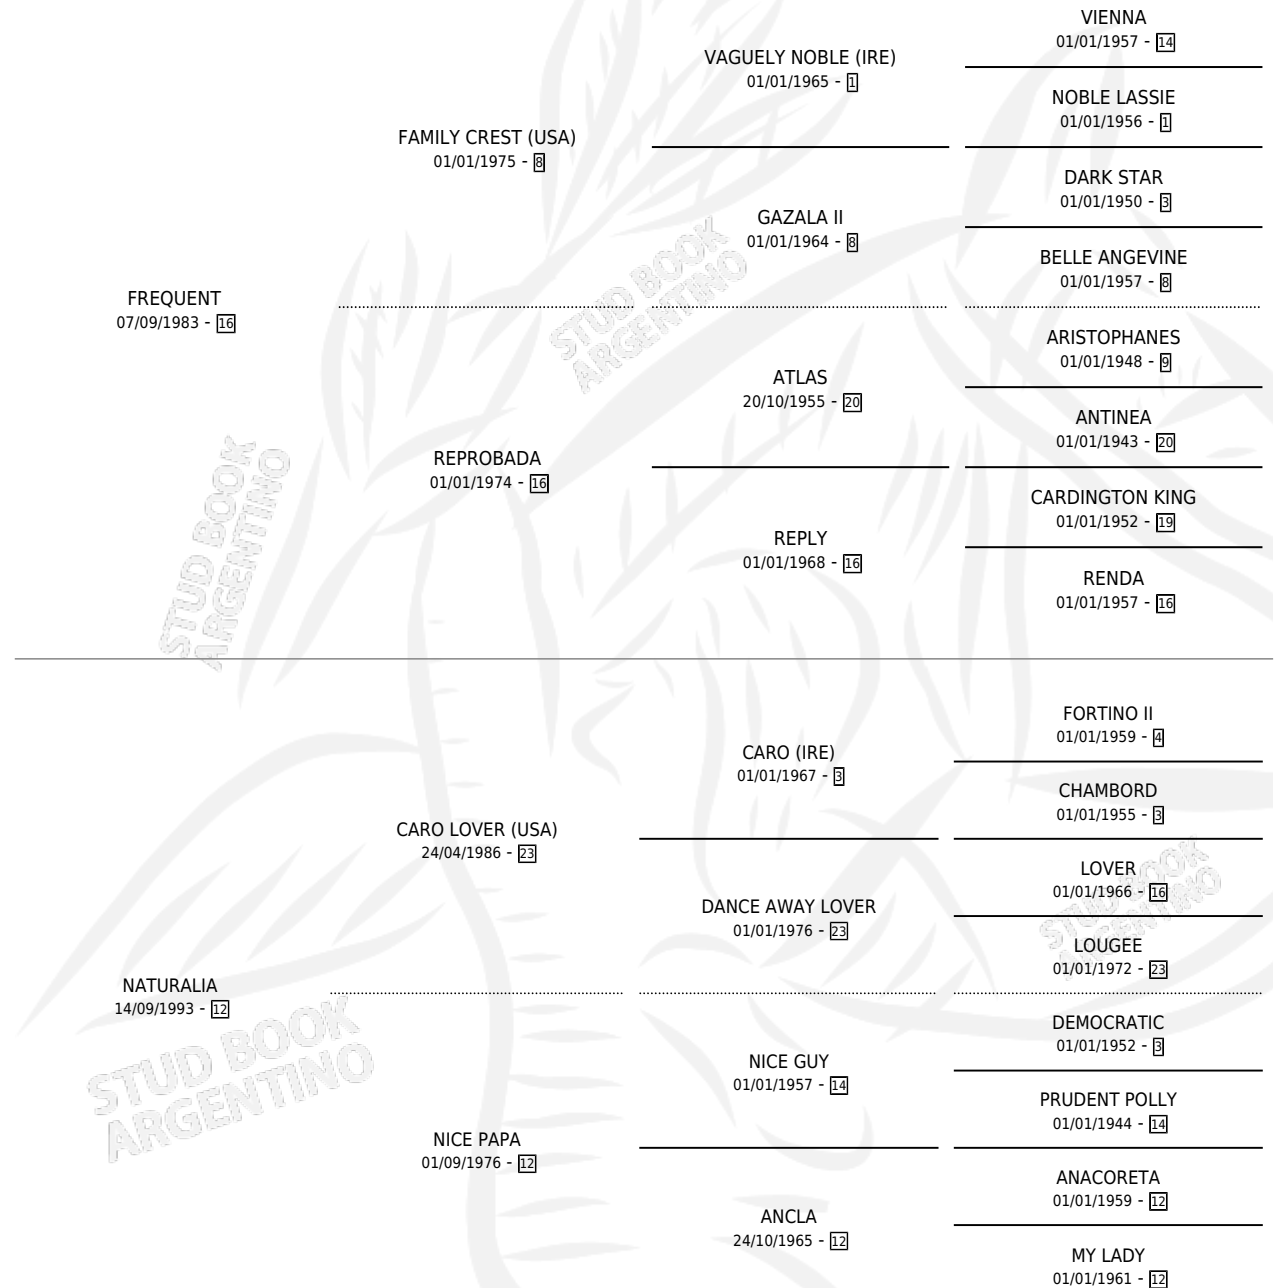 VIENNA
01/01/1957 - 14
VAGUELY NOBLE (IRE)
01/01/1965 - 1
NOBLE LASSIE
01/01/1956 - 1
FAMILY CREST (USA)
01/01/1975 - 8
DARK STAR
01/01/1950 - 3
GAZALA II
01/01/1964 - 8
BELLE ANGEVINE
01/01/1957 - 8
FREQUENT
07/09/1983 - 16
STUD BOOK
ARGENTINO
ARISTOPHANES
01/01/1948 - 9
ATLAS
20/10/1955 - 20
ANTINEA
01/01/1943 - 20
REPROBADA
01/01/1974 - 16
CARDINGTON KING
01/01/1952 - 19
REPLY
01/01/1968 - 16
RENDA
01/01/1957 - 16
STUD BOOK
ARGENTINO
FORTINO II
01/01/1959 - 4
CARO (IRE)
01/01/1967 - 3
CHAMBORD
01/01/1955 - 3
CARO LOVER (USA)
24/04/1986 - 23
LOVER
01/01/1966 - 16
DANCE AWAY LOVER
01/01/1976 - 23
LOUGEE
01/01/1972 - 23
STUD BOOK
ARGENTINO
NATURALIA
14/09/1993 - 12
STUD BOOK
ARGENTINO
DEMOCRATIC
01/01/1952 - 3
NICE GUY
01/01/1957 - 14
PRUDENT POLLY
01/01/1944 - 14
NICE PAPA
01/09/1976 - 12
ANACORETA
01/01/1959 - 12
ANCLA
24/10/1965 - 12
MY LADY
01/01/1961 - 12